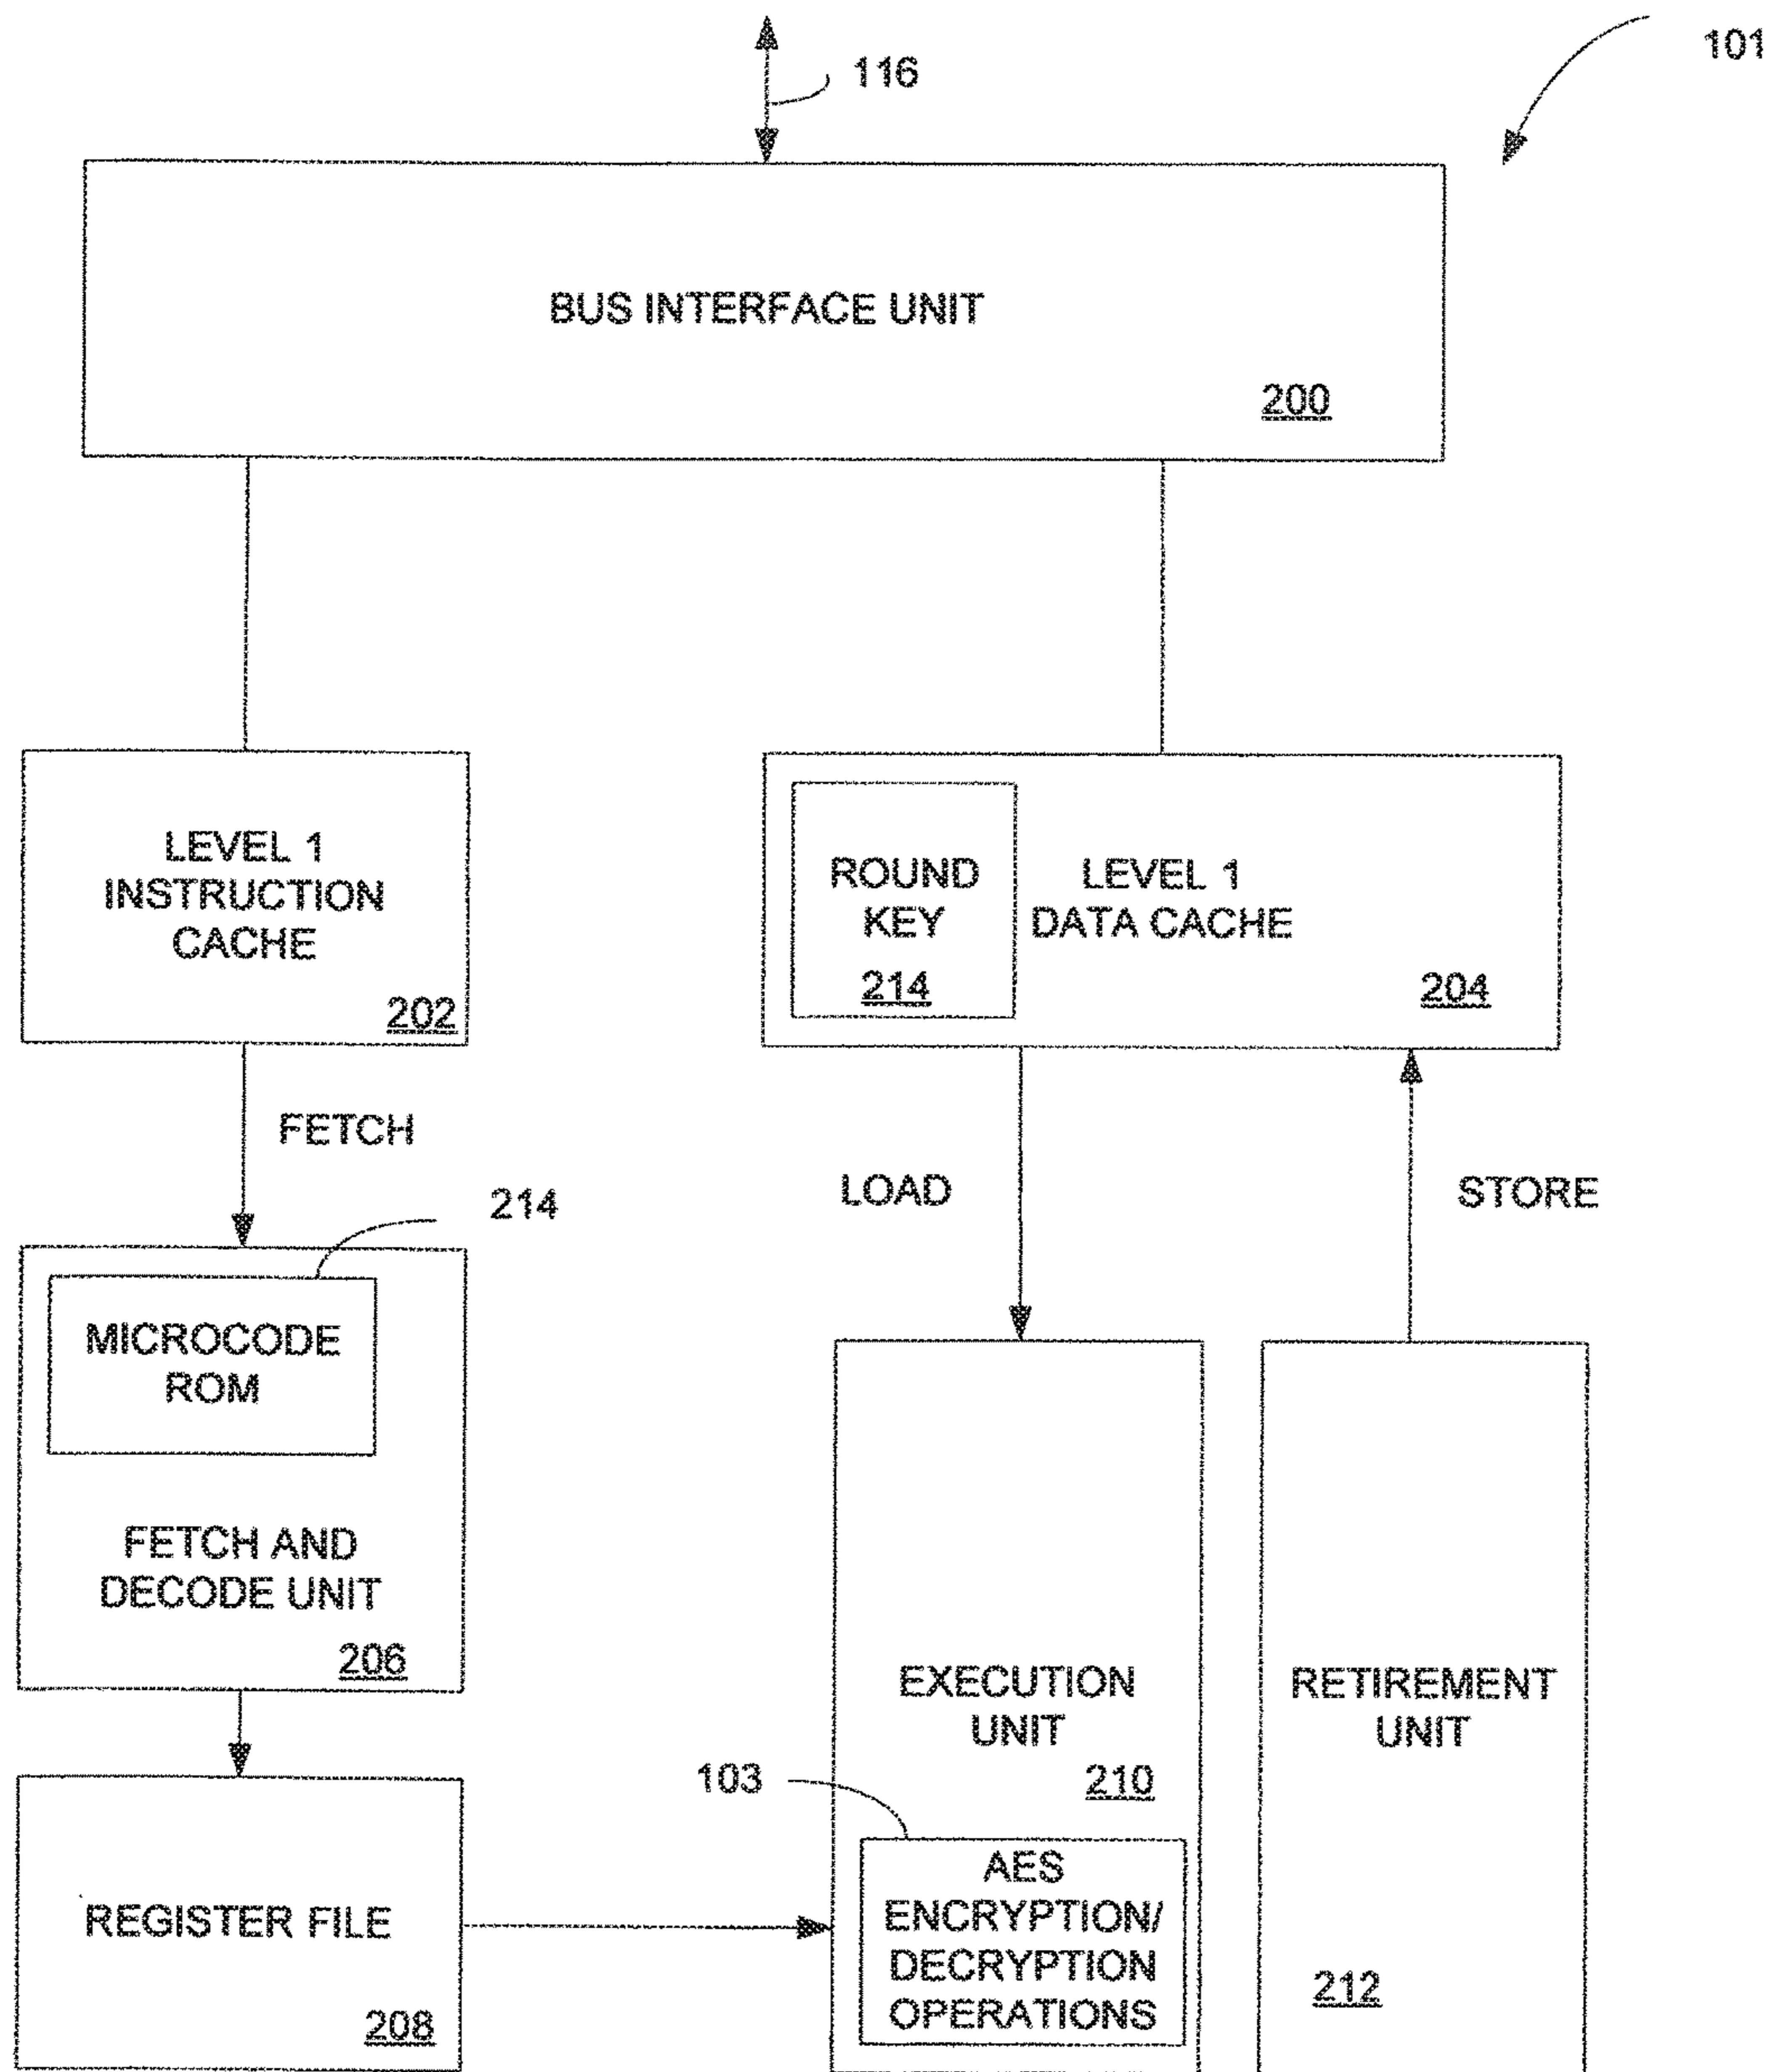 101
116
BUS INTERFACE UNIT
200
LEVEL 1
INSTRUCTION
CACHE
202
ROUND
KEY
214
LEVEL 1
DATA CACHE
204
FETCH
214
LOAD
STORE
MICROCODE
ROM
FETCH AND
DECODE UNIT
206
EXECUTION
UNIT
210
RETIREMENT
UNIT
212
103
AES
ENCRYPTION/
DECRYPTION
OPERATIONS
REGISTER FILE
208